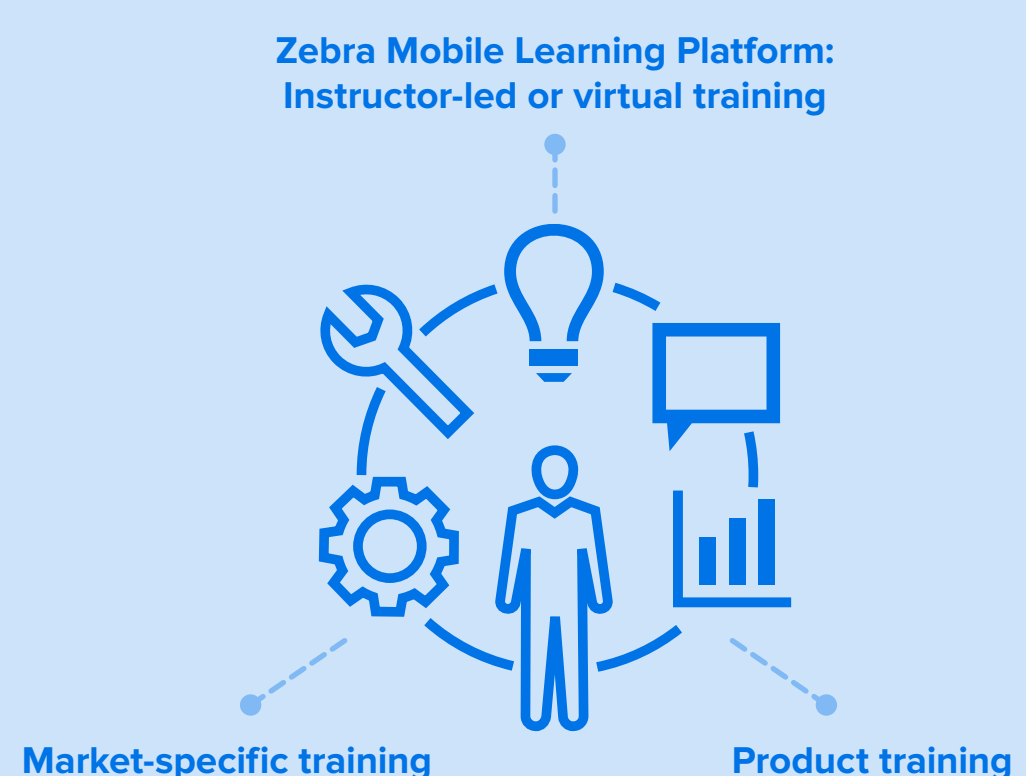 Zebra Mobile Learning Platform:
Instructor-led or virtual training
Market-specific training
Product training